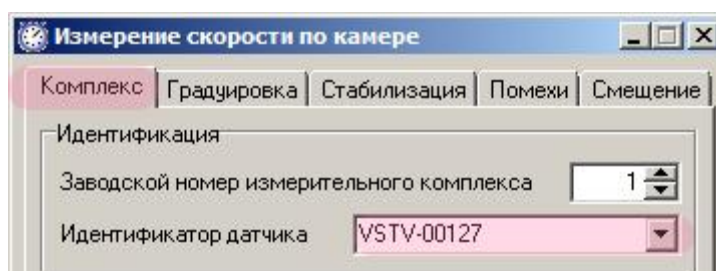 Измерение скорости по камере
Комплекс Градуировка Стабилизация Помехи Смещение
Идентификация
Заводской номер измерительного комплекса 1
Идентификатор датчика VSTV-00127